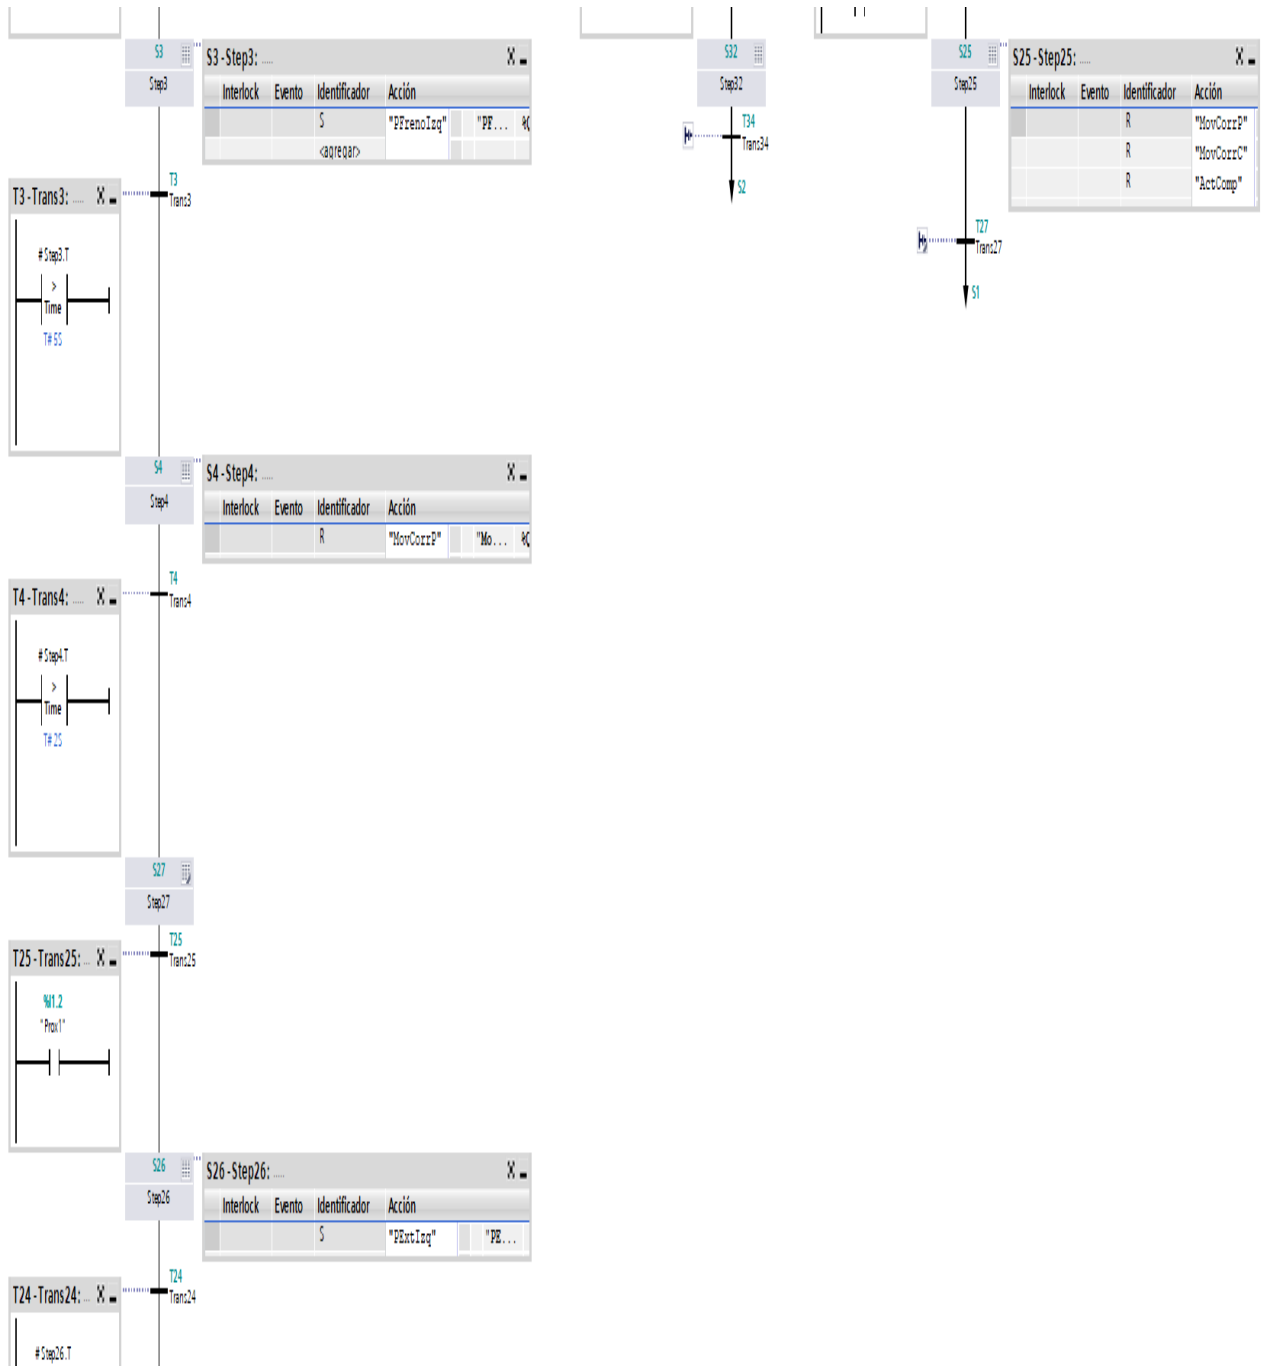 S3
Step3
S3 -Step3: .....
Interlock Evento Identificador Acción
S "PFrenoIzq" "PF... %Q
<agregar>
T3
Trans3
T3 -Trans3: .....
#Step3.T
>
Time
T#6S
S4
Step4
S4 -Step4: .....
Interlock Evento Identificador Acción
R "MovCorrP" "Mo... %Q
T4
Trans4
T4 -Trans4: .....
#Step4.T
>
Time
T#2S
S27
Step27
T25
Trans25
T25 -Trans25: ...
%I1.2
"Prox1"
S26
Step26
S26 -Step26: .....
Interlock Evento Identificador Acción
S "PExtIzq" "PE...
T24
Trans24
T24 -Trans24: ...
#Step26.T
S32
Step32
T34
Trans34
S2
S25
Step25
S25 -Step25: .....
Interlock Evento Identificador Acción
R "MovCorrP"
R "MovCorrC"
R "ActComp"
T27
Trans27
S1